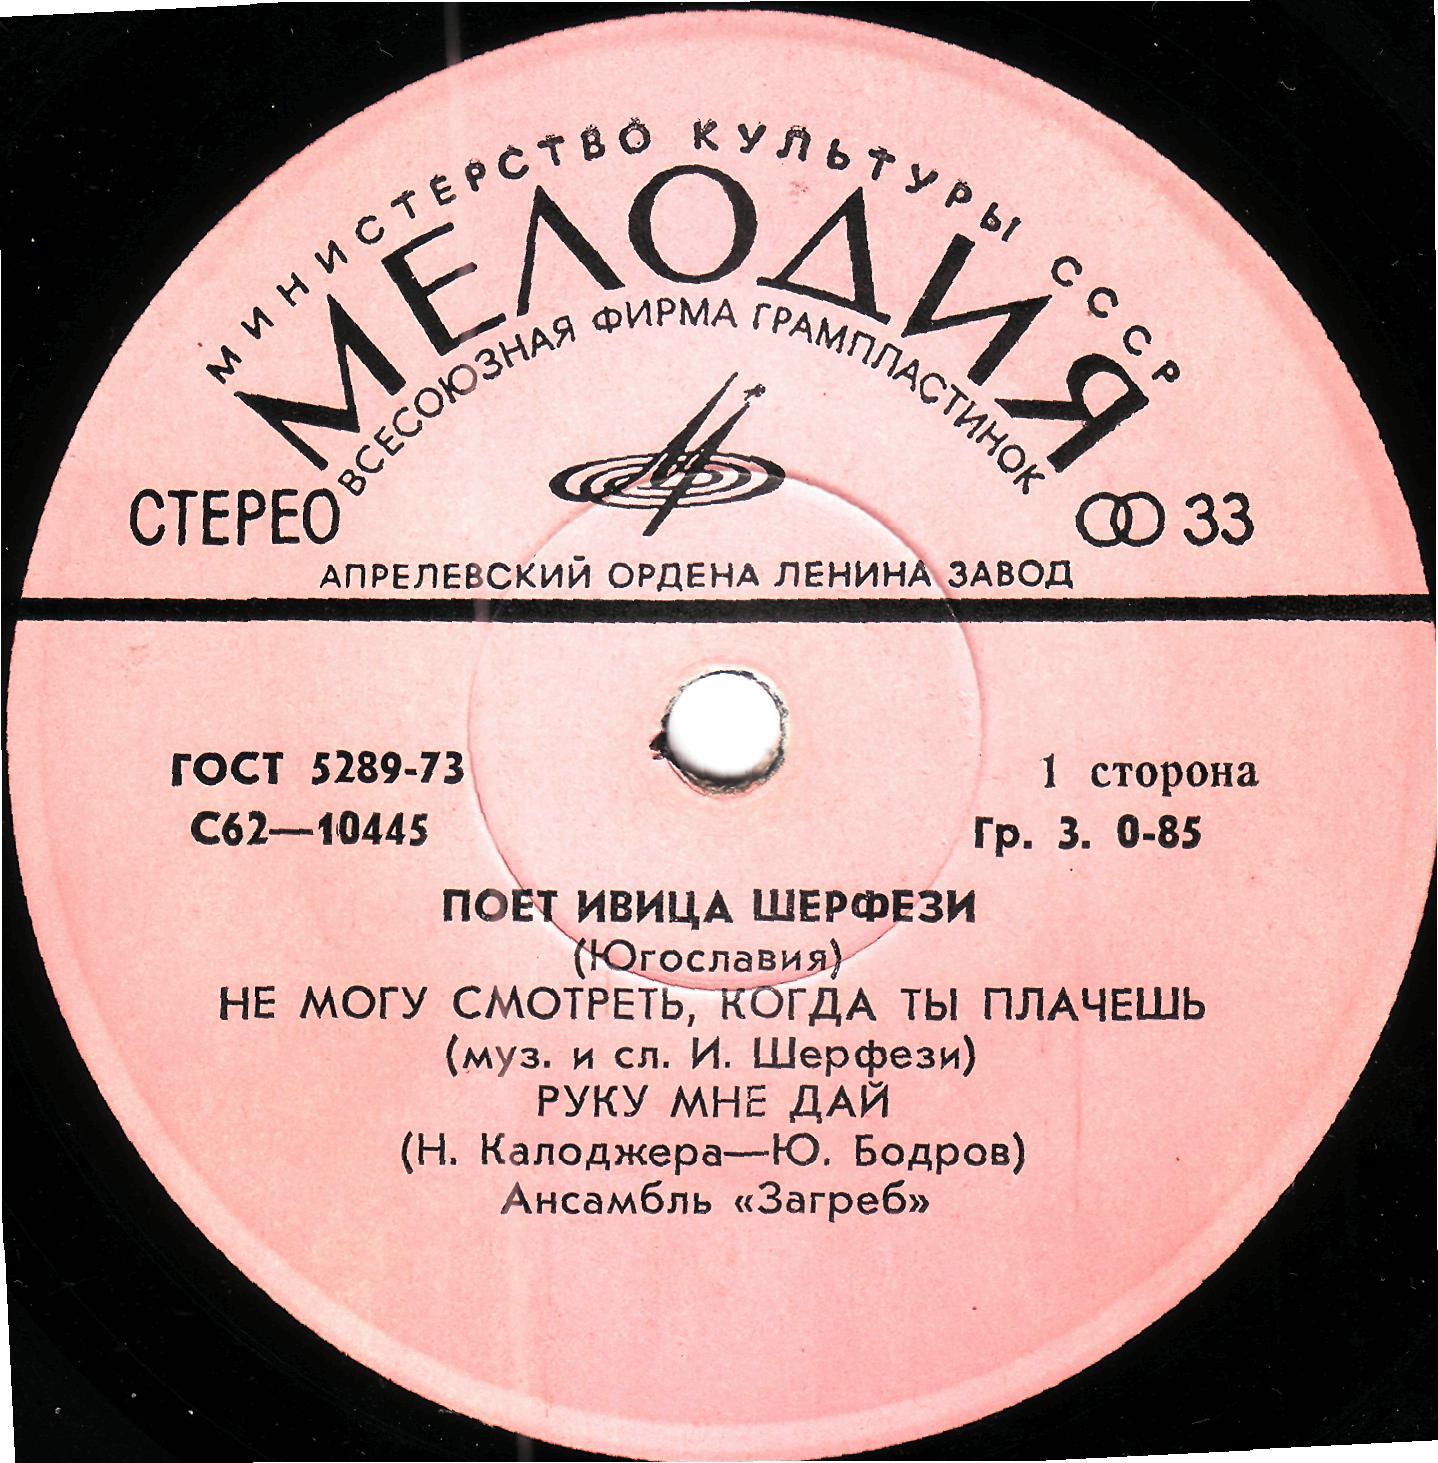 МИНИСТЕРСТВО КУЛЬТУРЫ СССР
МЕЛОДИЯ
ВСЕСОЮЗНАЯ ФИРМА ГРАМПЛАСТИНОК
СТЕРЕО
33
АПРЕЛЕВСКИЙ ОРДЕНА ЛЕНИНА ЗАВОД
ГОСТ 5289-73
1 сторона
С62—10445
Гр. 3. 0-85
ПОЕТ ИВИЦА ШЕРФЕЗИ
(Югославия)
НЕ МОГУ СМОТРЕТЬ, КОГДА ТЫ ПЛАЧЕШЬ
(муз. и сл. И. Шерфези)
РУКУ МНЕ ДАЙ
(Н. Калоджера—Ю. Бодров)
Ансамбль «Загреб»